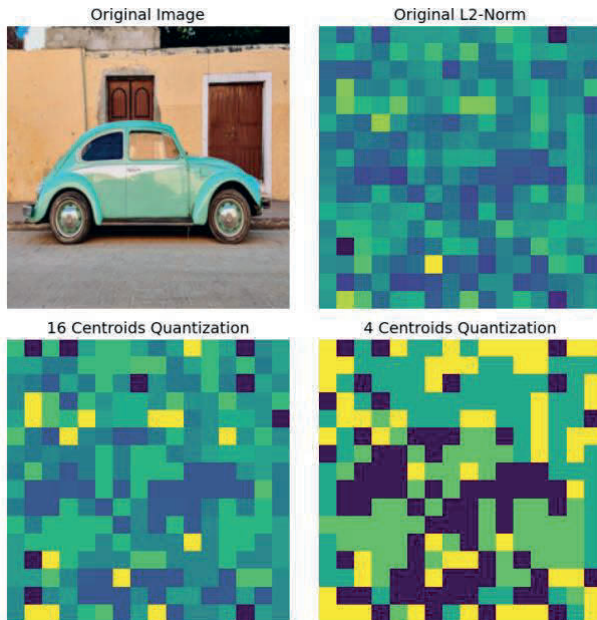 Original Image
Original L2-Norm
16 Centroids Quantization
4 Centroids Quantization